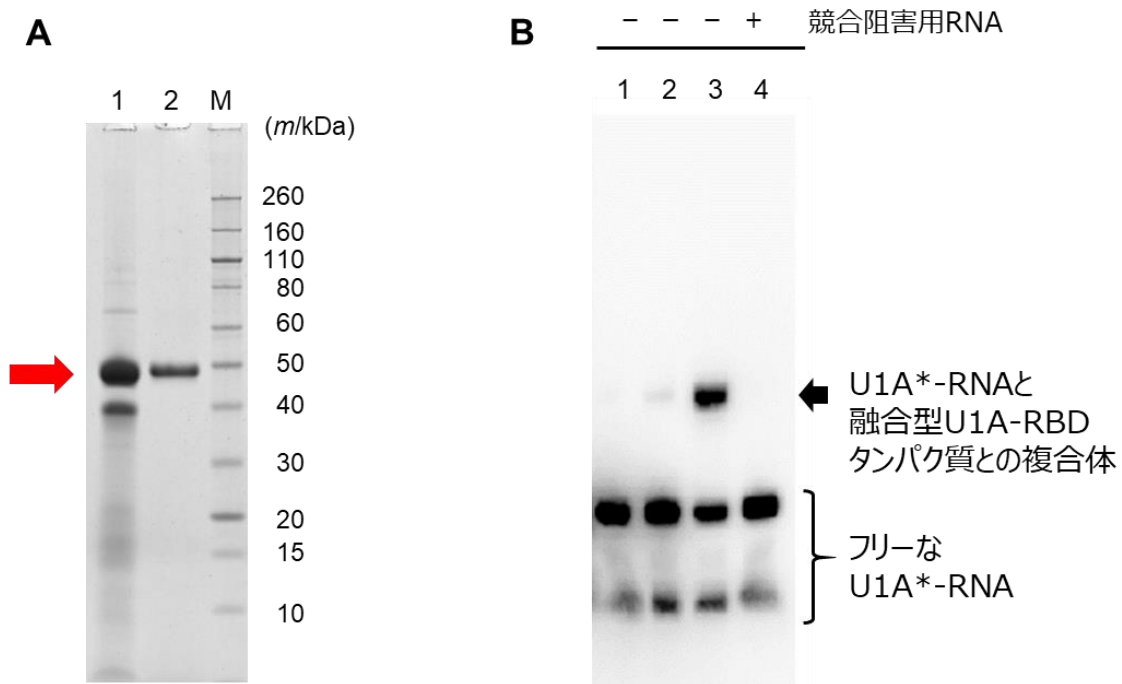 A
1 2 M
(m/kDa)
260
160
110
80
60
50
40
30
20
15
10
B
− − − + 競合阻害用RNA
1 2 3 4
U1A*-RNAと
融合型U1A-RBD
タンパク質との複合体
フリーな
U1A*-RNA